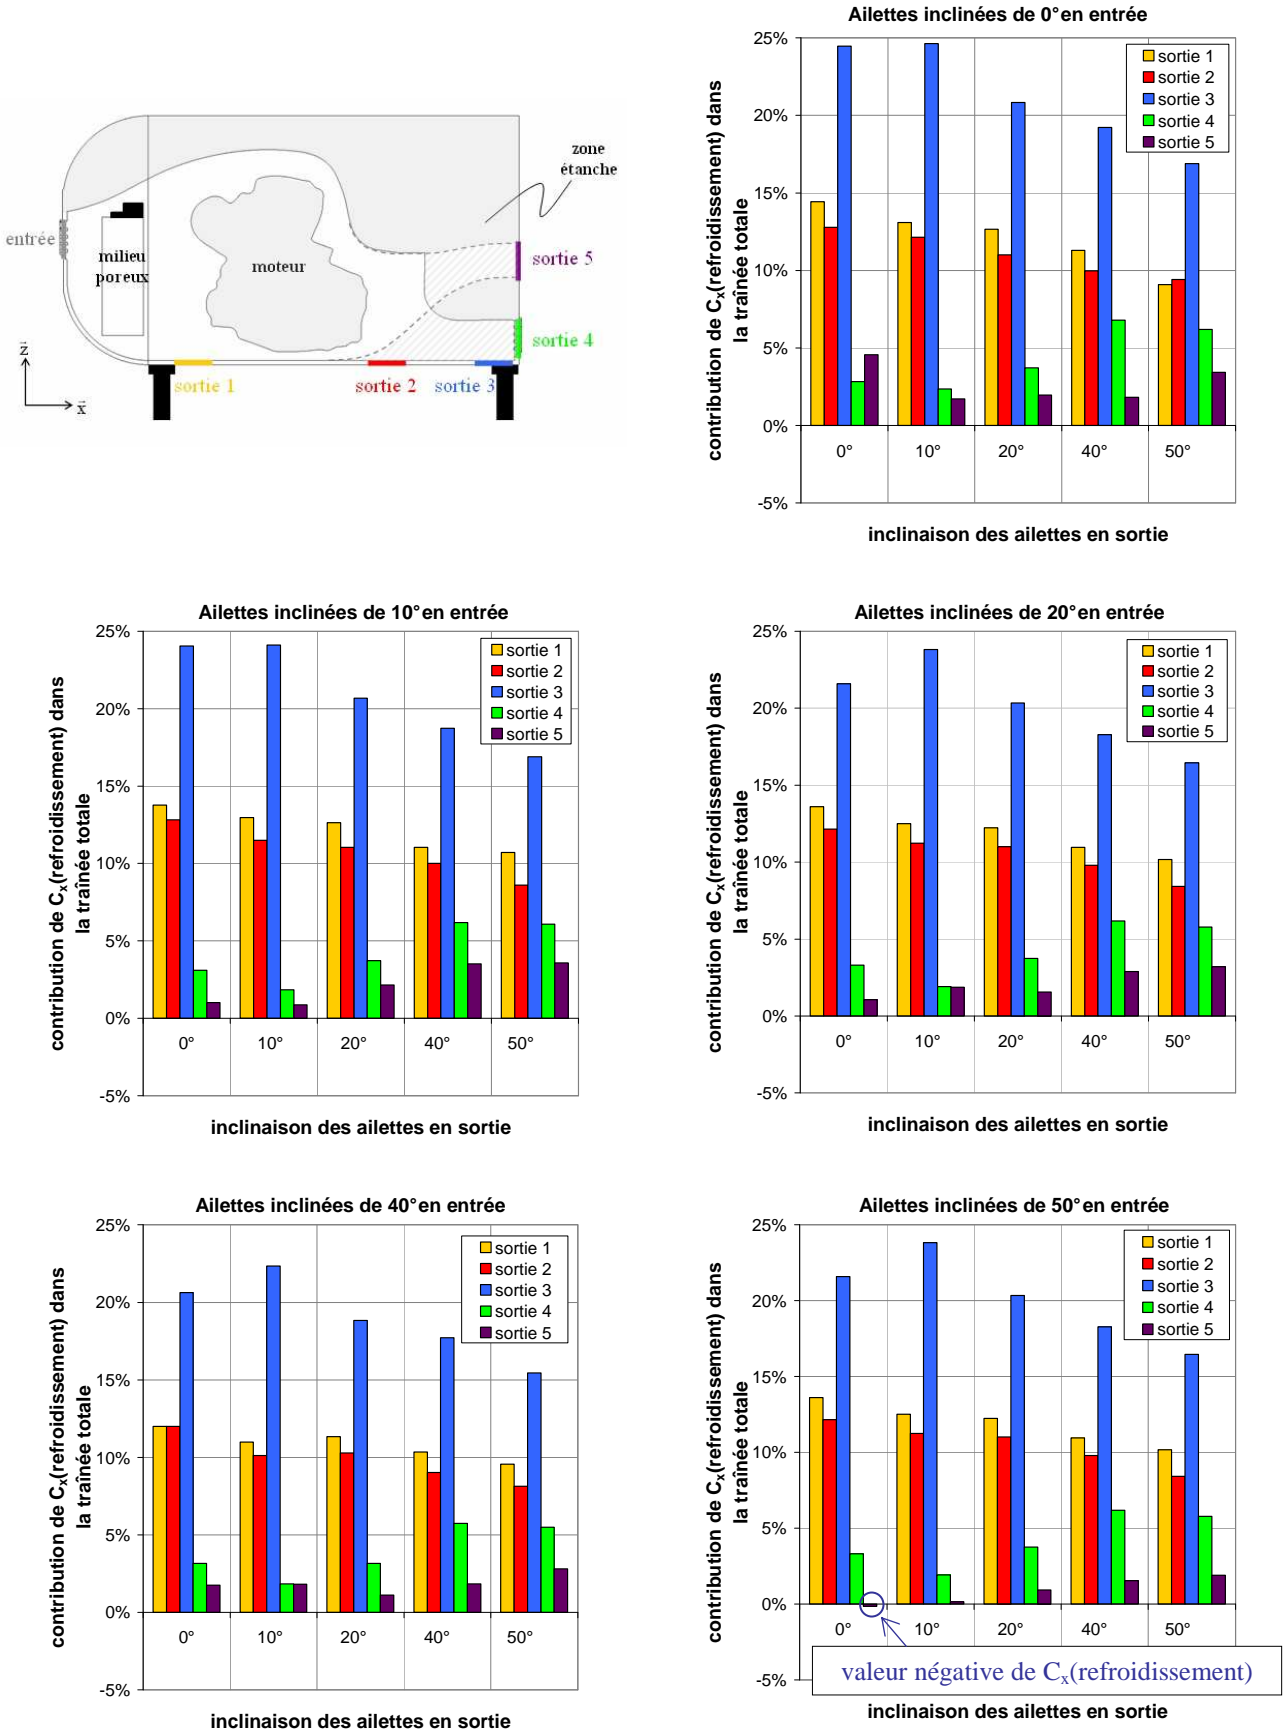 zone
étanche
entrée
milieu
poreux
moteur
sortie 5
sortie 4
z
x
sortie 1
sortie 2
sortie 3
Ailettes inclinées de 0°en entrée
contribution de Cx(refroidissement) dans
la traînée totale
25%
20%
15%
10%
5%
0%
-5%
sortie 1
sortie 2
sortie 3
sortie 4
sortie 5
0°
10°
20°
40°
50°
inclinaison des ailettes en sortie
Ailettes inclinées de 10°en entrée
contribution de Cx(refroidissement) dans
la traînée totale
25%
20%
15%
10%
5%
0%
-5%
sortie 1
sortie 2
sortie 3
sortie 4
sortie 5
0°
10°
20°
40°
50°
inclinaison des ailettes en sortie
Ailettes inclinées de 20°en entrée
contribution de Cx(refroidissement) dans
la traînée totale
25%
20%
15%
10%
5%
0%
-5%
sortie 1
sortie 2
sortie 3
sortie 4
sortie 5
0°
10°
20°
40°
50°
inclinaison des ailettes en sortie
Ailettes inclinées de 40°en entrée
contribution de Cx(refroidissement) dans
la traînée totale
25%
20%
15%
10%
5%
0%
-5%
sortie 1
sortie 2
sortie 3
sortie 4
sortie 5
0°
10°
20°
40°
50°
inclinaison des ailettes en sortie
Ailettes inclinées de 50°en entrée
contribution de Cx(refroidissement) dans
la traînée totale
25%
20%
15%
10%
5%
0%
-5%
sortie 1
sortie 2
sortie 3
sortie 4
sortie 5
0°
10°
20°
40°
50°
valeur négative de Cx(refroidissement)
inclinaison des ailettes en sortie